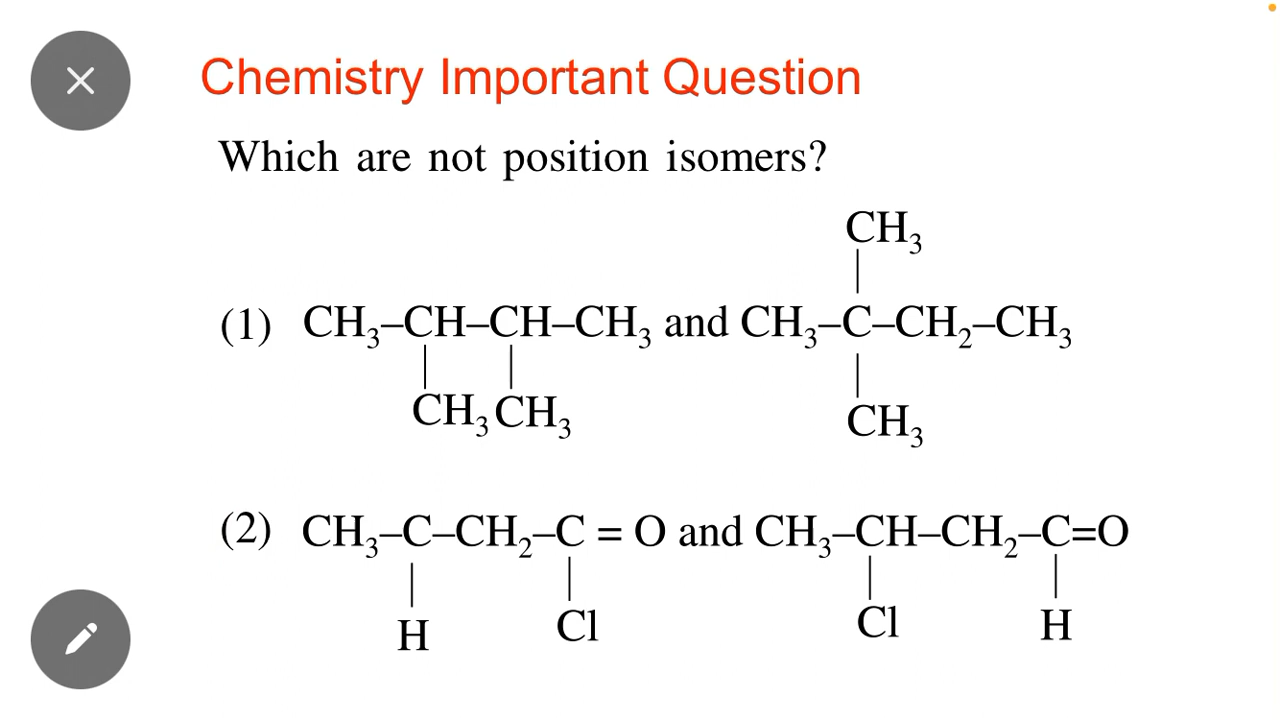 Chemistry Important Question
Which are not position isomers?
CH₃
|
(1) CH₃–CH–CH–CH₃ and CH₃–C–CH₂–CH₃
| | |
CH₃ CH₃ CH₃
(2) CH₃–C–CH₂–C = O and CH₃–CH–CH₂–C=O
| | | |
H Cl Cl H